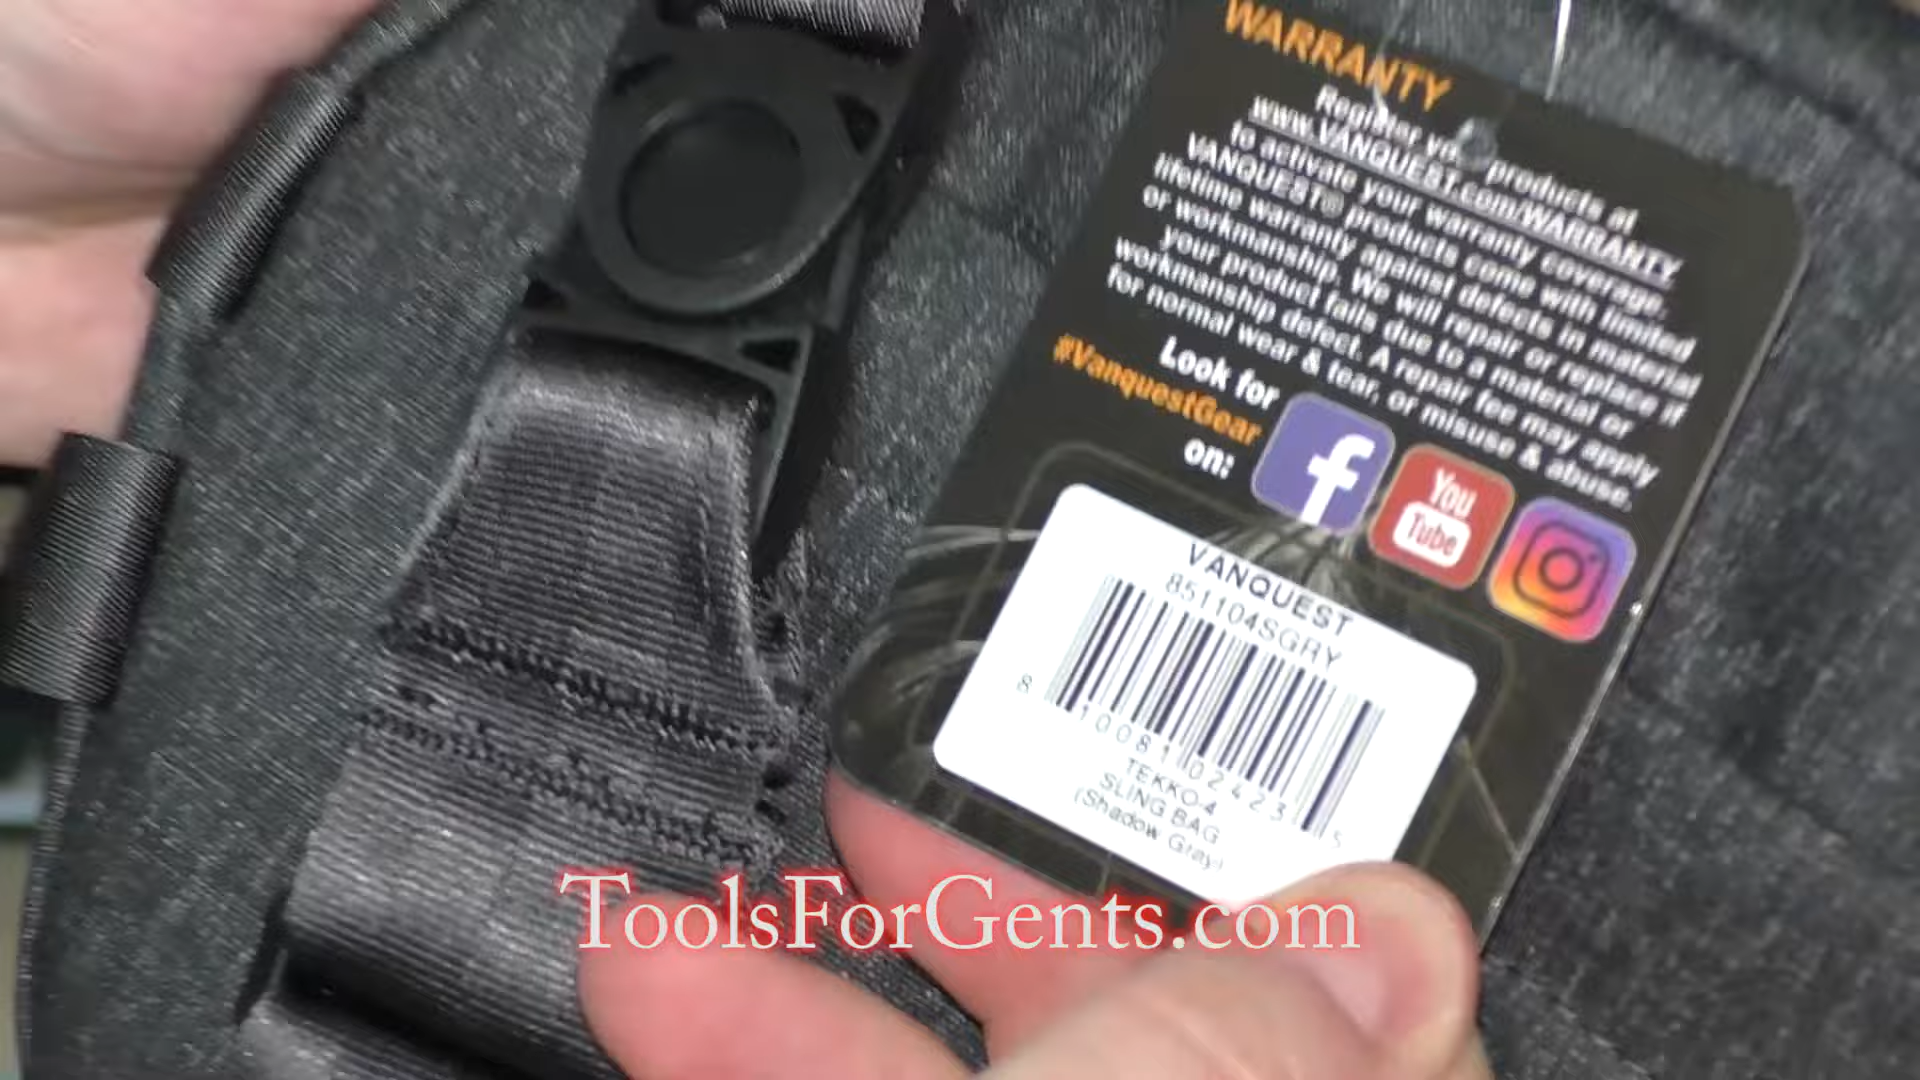 WARRANTY
Register your products at
www.VANQUEST.com/WARRANTY
to activate your warranty coverage.
VANQUEST® products come with limited
lifetime warranty against defects in material
or workmanship. We will repair or replace if
your product fails due to a material or
workmanship defect. A repair fee may apply
for normal wear & tear, or misuse & abuse.
Look for
#VanquestGear
on:
f
You
Tube
VANQUEST
851104SGRY
8 10081 02423 5
TEKKO-4
SLING BAG
(Shadow Gray)
ToolsForGents.com